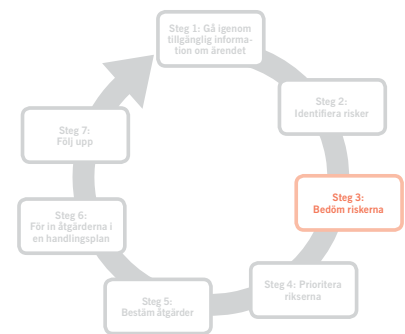 Steg 1: Gå igenom
tillgänglig informa-
tion om ärendet
Steg 2:
Identifiera risker
Steg 3:
Bedöm riskerna
Steg 4: Prioritera
rikserna
Steg 5:
Bestäm åtgärder
Steg 6:
För in åtgärderna i
en handlingsplan
Steg 7:
Följ upp